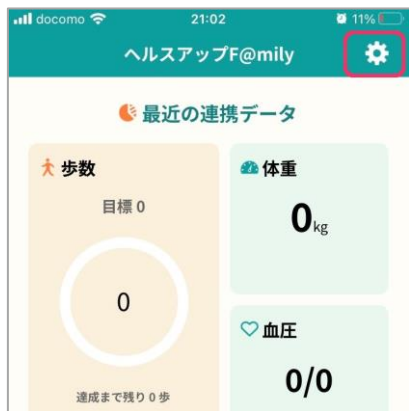 docomo 21:02 11%
ヘルスアップF@mily
最近の連携データ
歩数
目標 0
0
達成まで残り 0 歩
体重
0kg
血圧
0/0